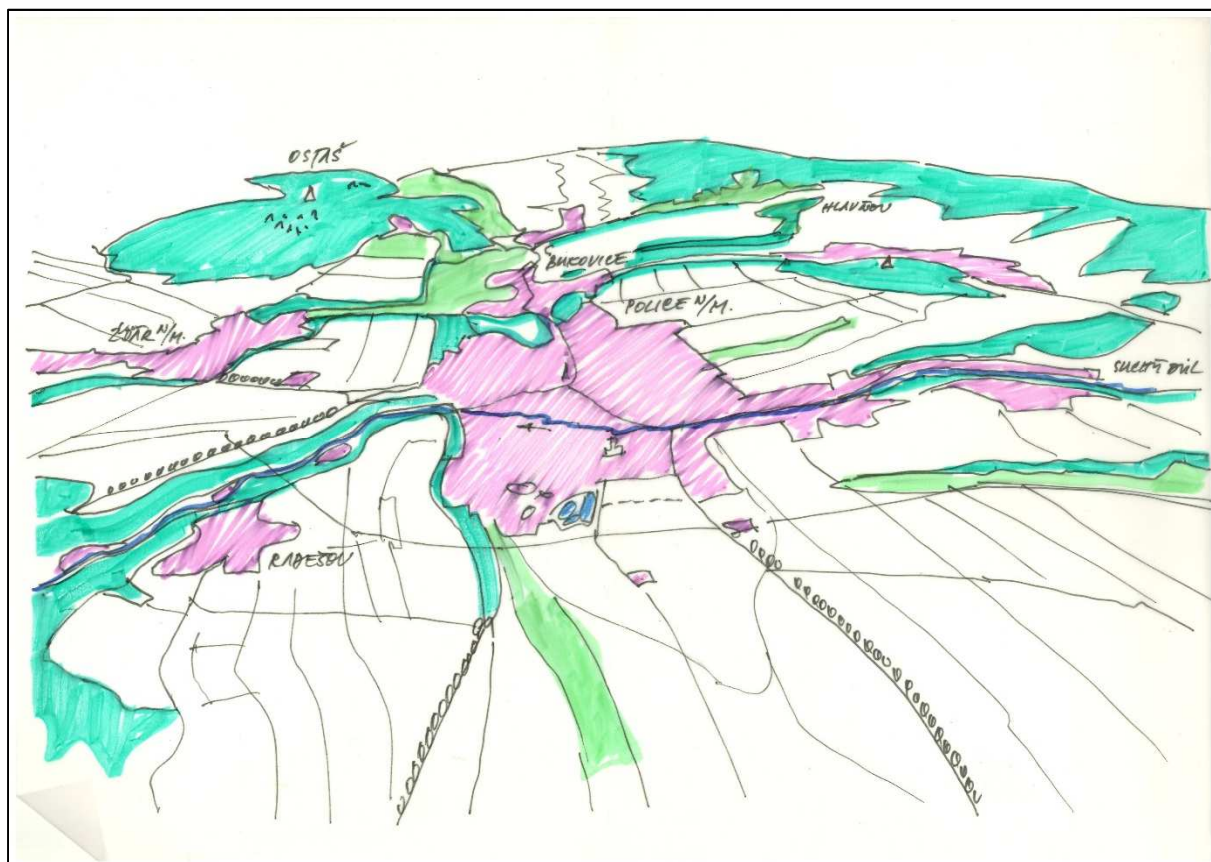 OSTAŠ
HLAVŇOV
BUKOVICE
POLICE N/M.
ŽĎÁR N/M.
SUCHÝ DŮL
RADEŠOV